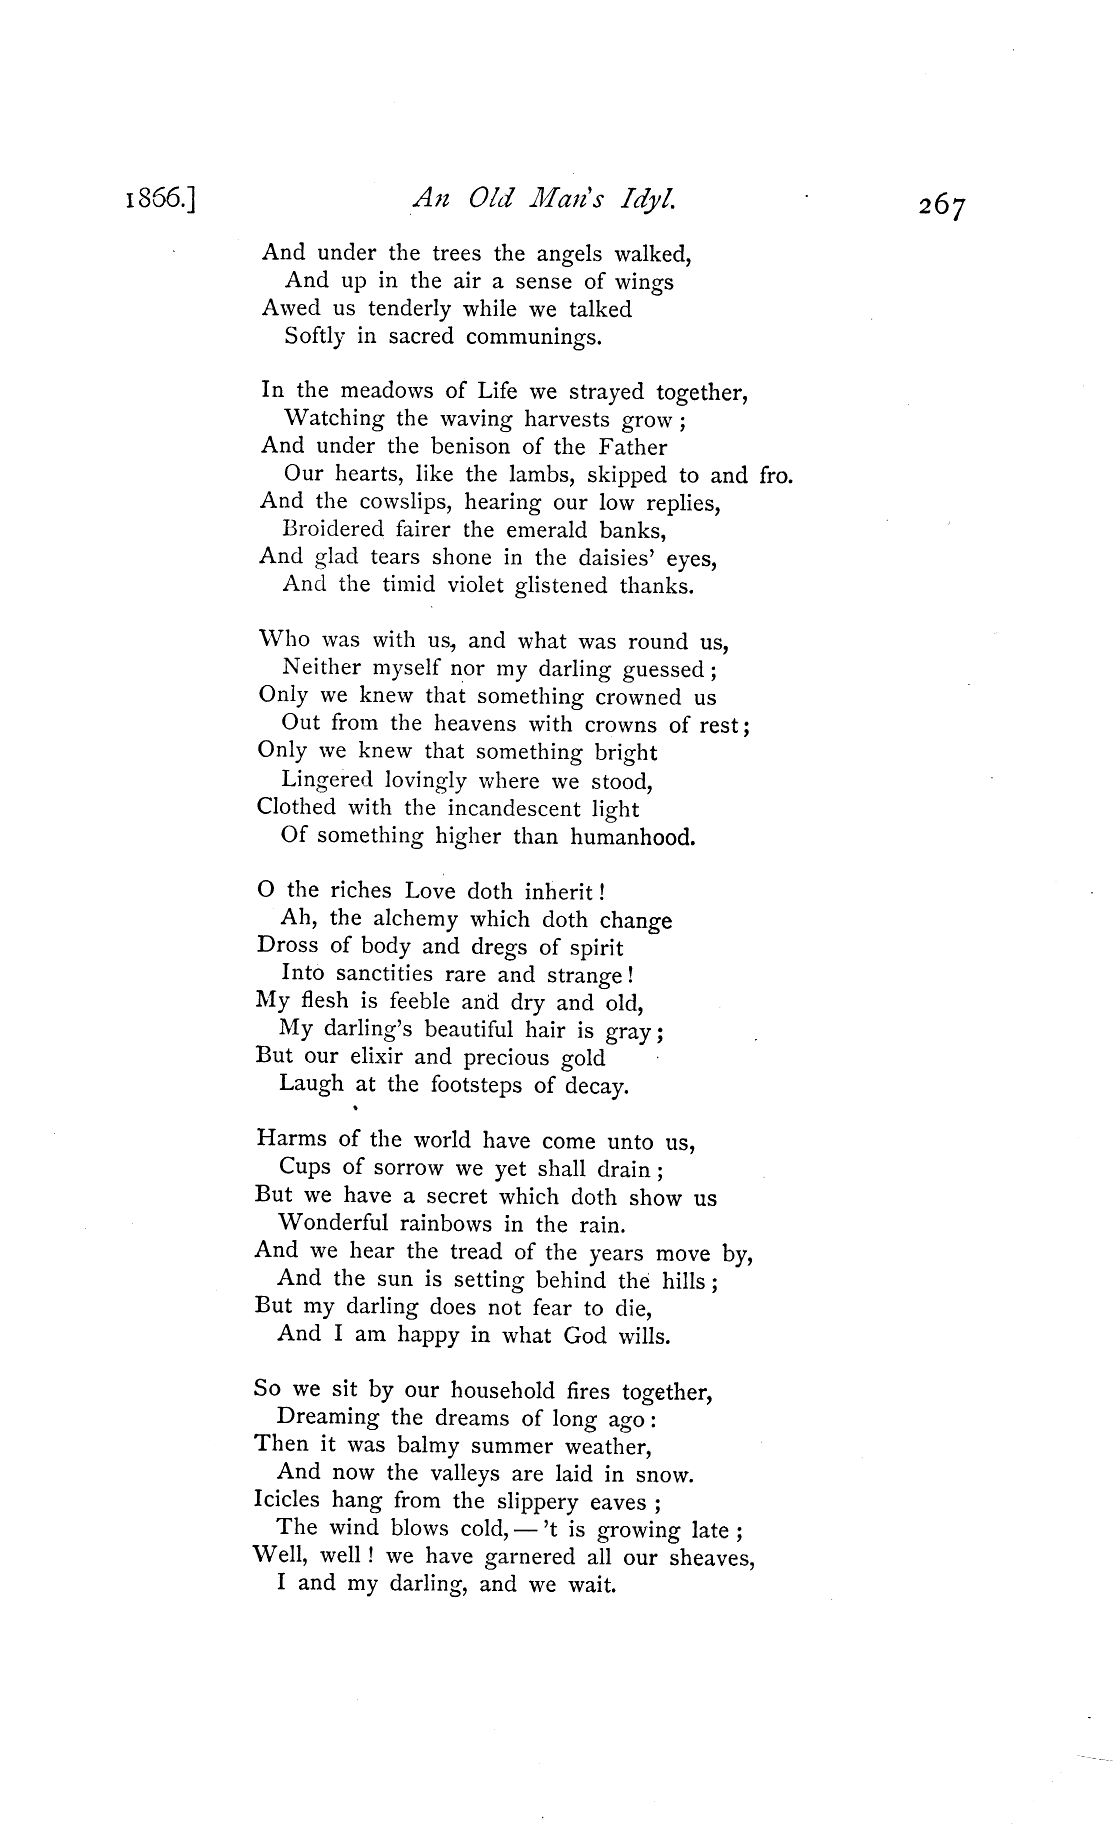 1866.] An Old Man's Idyl. 267
And under the trees the angels walked,
And up in the air a sense of wings
Awed us tenderly while we talked
Softly in sacred communings.
In the meadows of Life we strayed together,
Watching the waving harvests grow ;
And under the benison of the Father
Our hearts, like the lambs, skipped to and fro.
And the cowslips, hearing our low replies,
Broidered fairer the emerald banks,
And glad tears shone in the daisies’ eyes,
And the timid violet glistened thanks.
Who was with us, and what was round us,
Neither myself nor my darling guessed ;
Only we knew that something crowned us
Out from the heavens with crowns of rest ;
Only we knew that something bright
Lingered lovingly where we stood,
Clothed with the incandescent light
Of something higher than humanhood.
O the riches Love doth inherit !
Ah, the alchemy which doth change
Dross of body and dregs of spirit
Into sanctities rare and strange !
My flesh is feeble and dry and old,
My darling's beautiful hair is gray ;
But our elixir and precious gold
Laugh at the footsteps of decay.
Harms of the world have come unto us,
Cups of sorrow we yet shall drain ;
But we have a secret which doth show us
Wonderful rainbows in the rain.
And we hear the tread of the years move by,
And the sun is setting behind the hills ;
But my darling does not fear to die,
And I am happy in what God wills.
So we sit by our household fires together,
Dreaming the dreams of long ago :
Then it was balmy summer weather,
And now the valleys are laid in snow.
Icicles hang from the slippery eaves ;
The wind blows cold, — ’t is growing late ;
Well, well ! we have garnered all our sheaves,
I and my darling, and we wait.